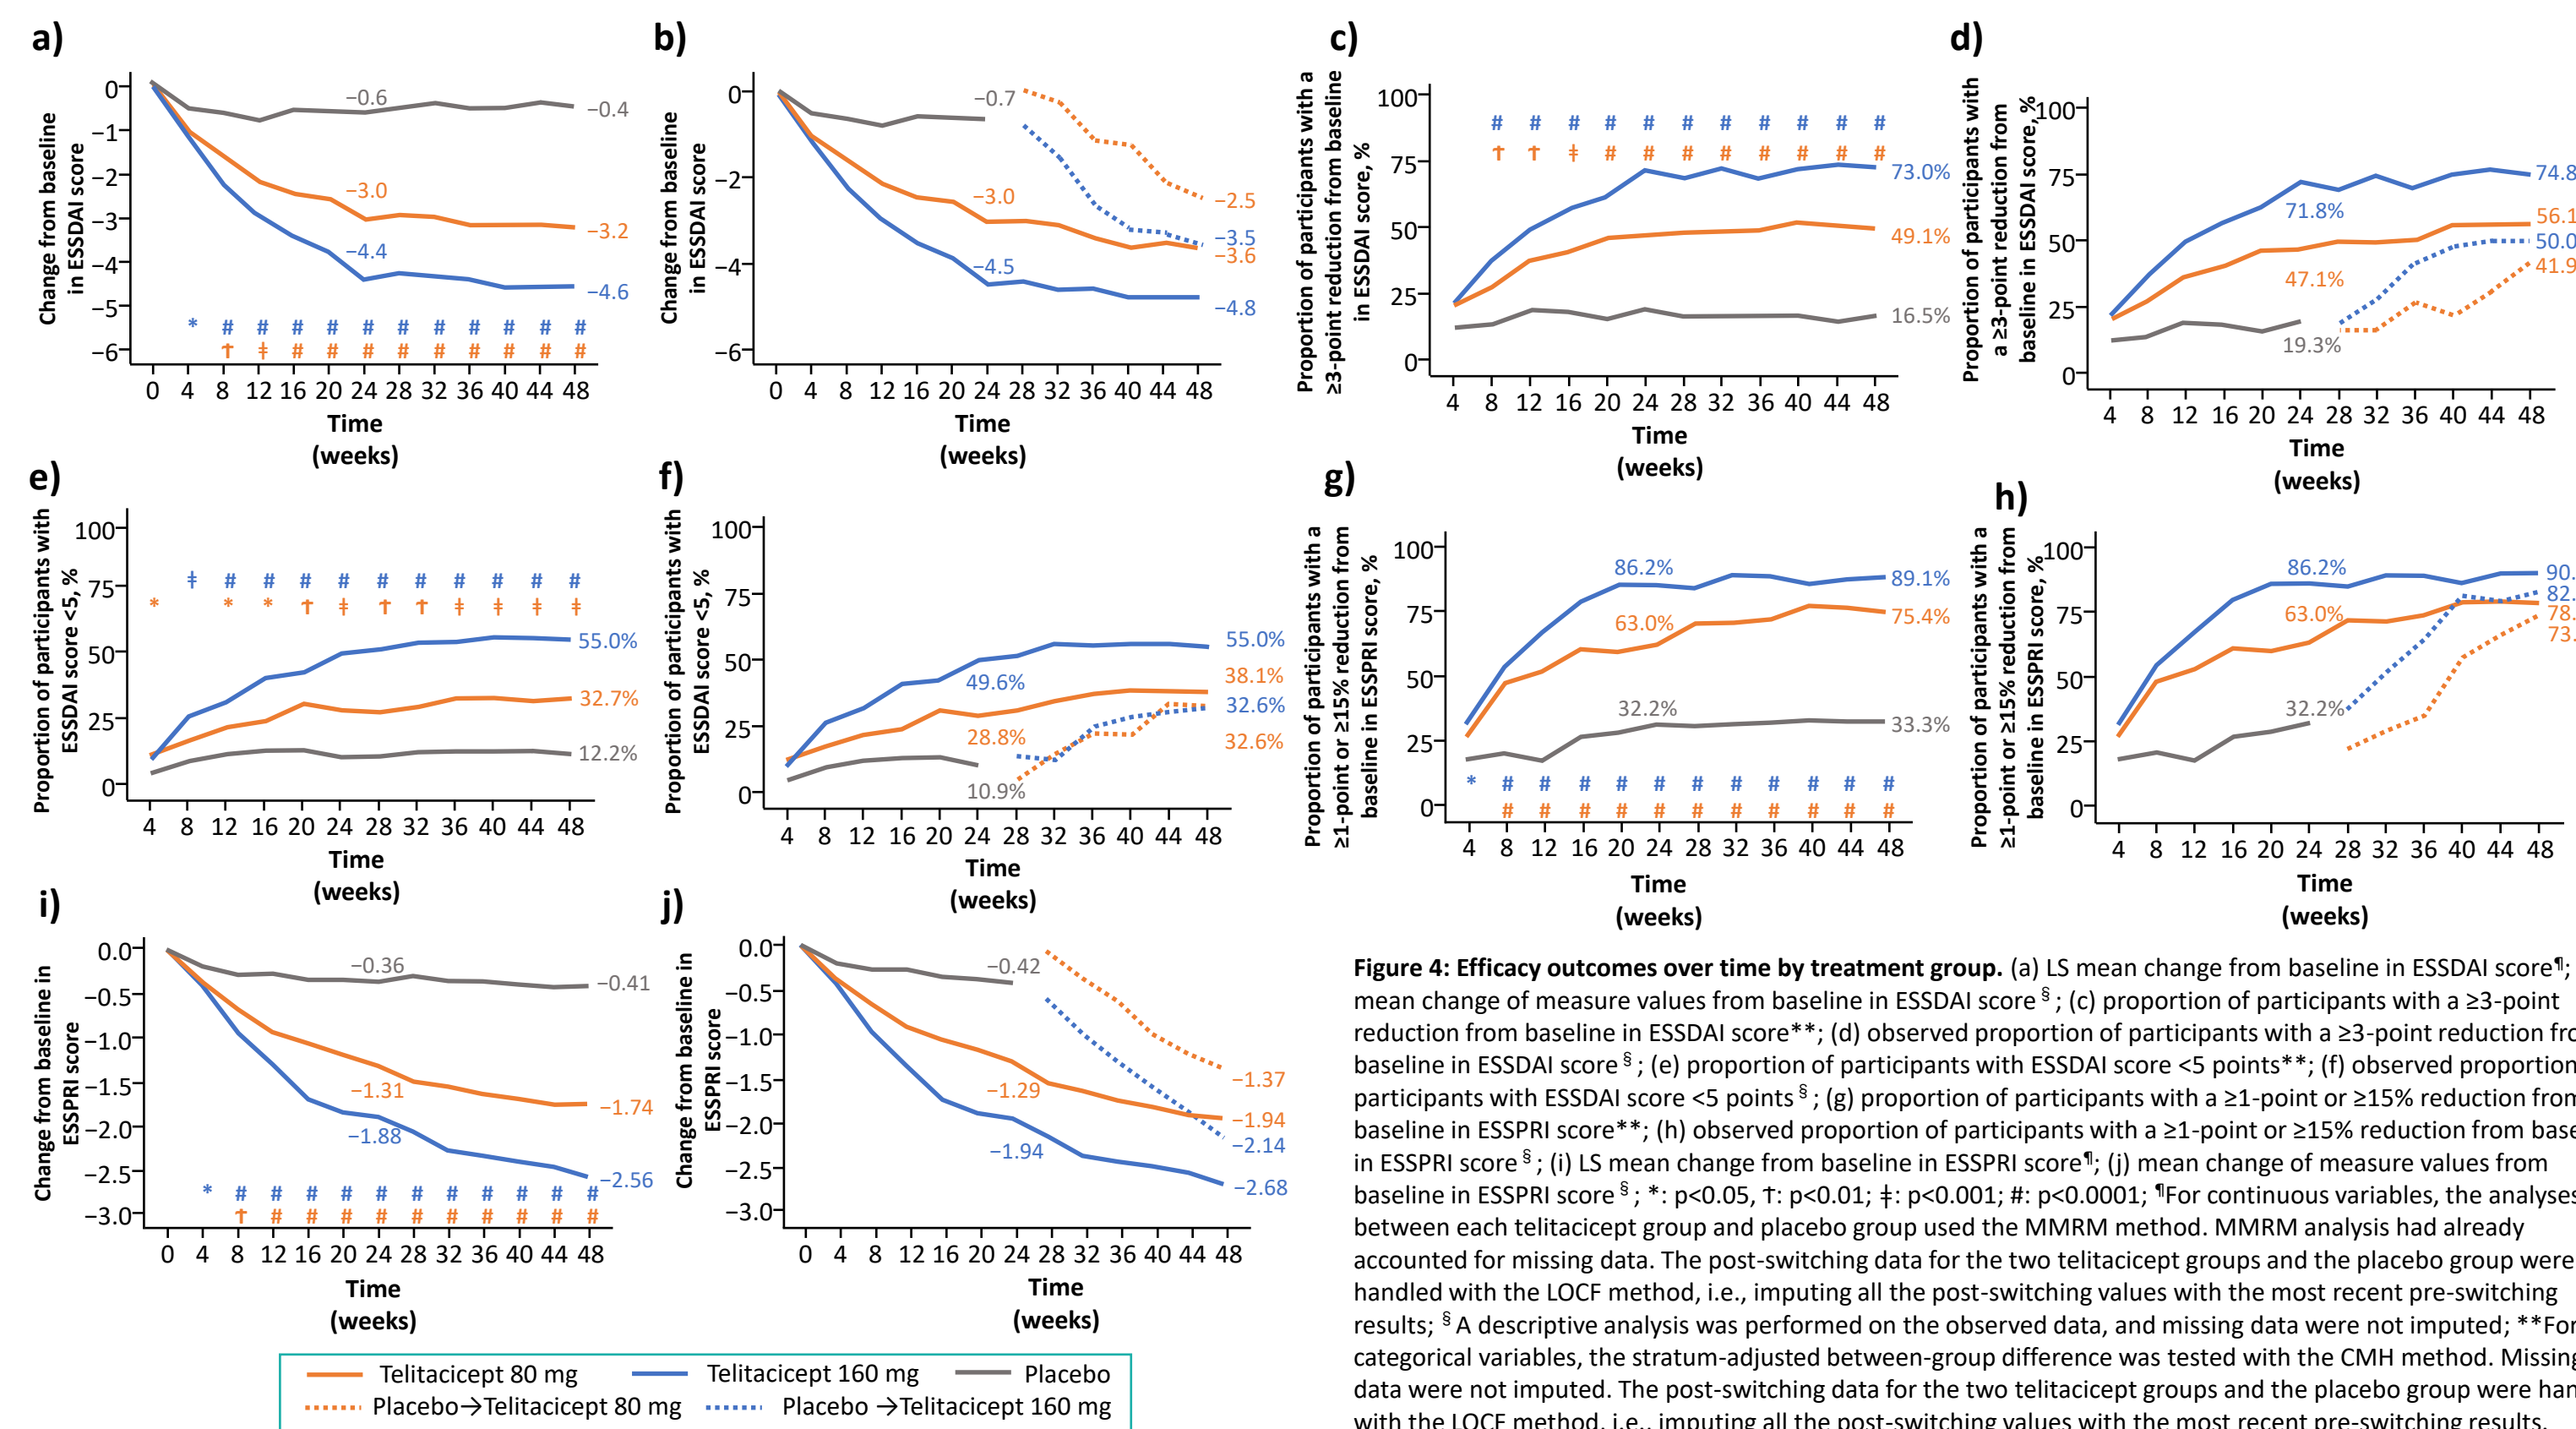 a)
Change from baseline
in ESSDAI score
0
−1
−2
−3
−4
−5
−6
−0.6
−0.4
−3.0
−3.2
−4.4
−4.6
* # # # # # # # # # # #
† ‡ # # # # # # # # #
0 4 8 12 16 20 24 28 32 36 40 44 48
Time
(weeks)
b)
Change from baseline
in ESSDAI score
0
−2
−4
−6
−0.7
−3.0
−4.5
−2.5
−3.5
−3.6
−4.8
0 4 8 12 16 20 24 28 32 36 40 44 48
Time
(weeks)
c)
Proportion of participants with a
≥3-point reduction from baseline
in ESSDAI score, %
100
75
50
25
0
# # # # # # # # # # #
† † ‡ # # # # # # # #
73.0%
49.1%
16.5%
4 8 12 16 20 24 28 32 36 40 44 48
Time
(weeks)
d)
Proportion of participants with
a ≥3-point reduction from
baseline in ESSDAI score, %
100
75
50
25
0
71.8%
47.1%
19.3%
74.8
56.1
50.0
41.9
4 8 12 16 20 24 28 32 36 40 44 48
Time
(weeks)
e)
Proportion of participants with
ESSDAI score <5, %
100
75
50
25
0
‡ # # # # # # # # # #
* * * † ‡ † † ‡ ‡ ‡ ‡
55.0%
32.7%
12.2%
4 8 12 16 20 24 28 32 36 40 44 48
Time
(weeks)
f)
Proportion of participants with
ESSDAI score <5, %
100
75
50
25
0
49.6%
28.8%
10.9%
55.0%
38.1%
32.6%
32.6%
4 8 12 16 20 24 28 32 36 40 44 48
Time
(weeks)
g)
Proportion of participants with a
≥1-point or ≥15% reduction from
baseline in ESSPRI score, %
100
75
50
25
0
86.2%
63.0%
32.2%
89.1%
75.4%
33.3%
* # # # # # # # # # # #
# # # # # # # # # # #
4 8 12 16 20 24 28 32 36 40 44 48
Time
(weeks)
h)
Proportion of participants with a
≥1-point or ≥15% reduction from
baseline in ESSPRI score, %
100
75
50
25
0
86.2%
63.0%
32.2%
90.
82.
78.
73.
4 8 12 16 20 24 28 32 36 40 44 48
Time
(weeks)
i)
Change from baseline in
ESSPRI score
0.0
−0.5
−1.0
−1.5
−2.0
−2.5
−3.0
−0.36
−0.41
−1.31
−1.74
−1.88
−2.56
* # # # # # # # # # # #
† # # # # # # # # # #
0 4 8 12 16 20 24 28 32 36 40 44 48
Time
(weeks)
j)
Change from baseline in
ESSPRI score
0.0
−0.5
−1.0
−1.5
−2.0
−2.5
−3.0
−0.42
−1.29
−1.94
−1.37
−1.94
−2.14
−2.68
0 4 8 12 16 20 24 28 32 36 40 44 48
Time
(weeks)
Telitacicept 80 mg Telitacicept 160 mg Placebo
Placebo→Telitacicept 80 mg Placebo →Telitacicept 160 mg
Figure 4: Efficacy outcomes over time by treatment group. (a) LS mean change from baseline in ESSDAI score¶;
mean change of measure values from baseline in ESSDAI score §; (c) proportion of participants with a ≥3-point
reduction from baseline in ESSDAI score**; (d) observed proportion of participants with a ≥3-point reduction
baseline in ESSDAI score §; (e) proportion of participants with ESSDAI score <5 points**; (f) observed proportion
participants with ESSDAI score <5 points §; (g) proportion of participants with a ≥1-point or ≥15% reduction from
baseline in ESSPRI score**; (h) observed proportion of participants with a ≥1-point or ≥15% reduction from
in ESSPRI score §; (i) LS mean change from baseline in ESSPRI score¶; (j) mean change of measure values from
baseline in ESSPRI score §; *: p<0.05, †: p<0.01; ‡: p<0.001; #: p<0.0001; ¶For continuous variables, the analyses
between each telitacicept group and placebo group used the MMRM method. MMRM analysis had already
accounted for missing data. The post-switching data for the two telitacicept groups and the placebo group were
handled with the LOCF method, i.e., imputing all the post-switching values with the most recent pre-switching
results; § A descriptive analysis was performed on the observed data, and missing data were not imputed; **For
categorical variables, the stratum-adjusted between-group difference was tested with the CMH method. Missing
data were not imputed. The post-switching data for the two telitacicept groups and the placebo group were
with the LOCF method, i.e., imputing all the post-switching values with the most recent pre-switching results.